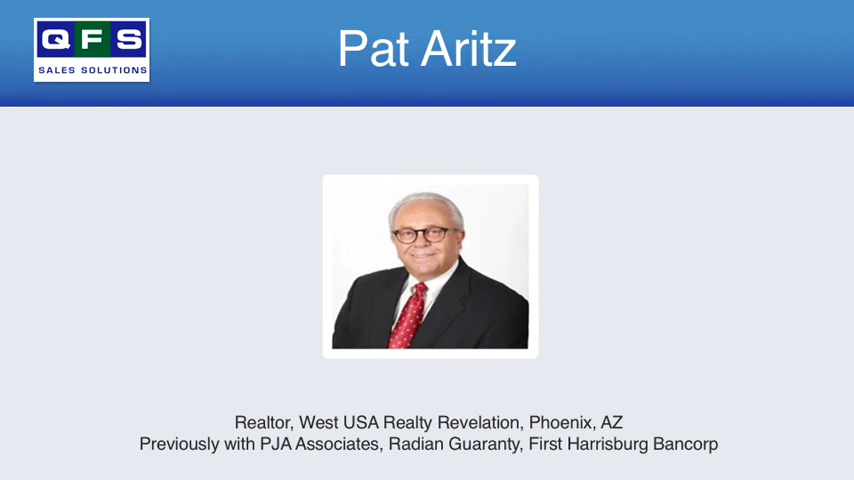 QFS
SALES SOLUTIONS
Pat Aritz
Realtor, West USA Realty Revelation, Phoenix, AZ
Previously with PJA Associates, Radian Guaranty, First Harrisburg Bancorp